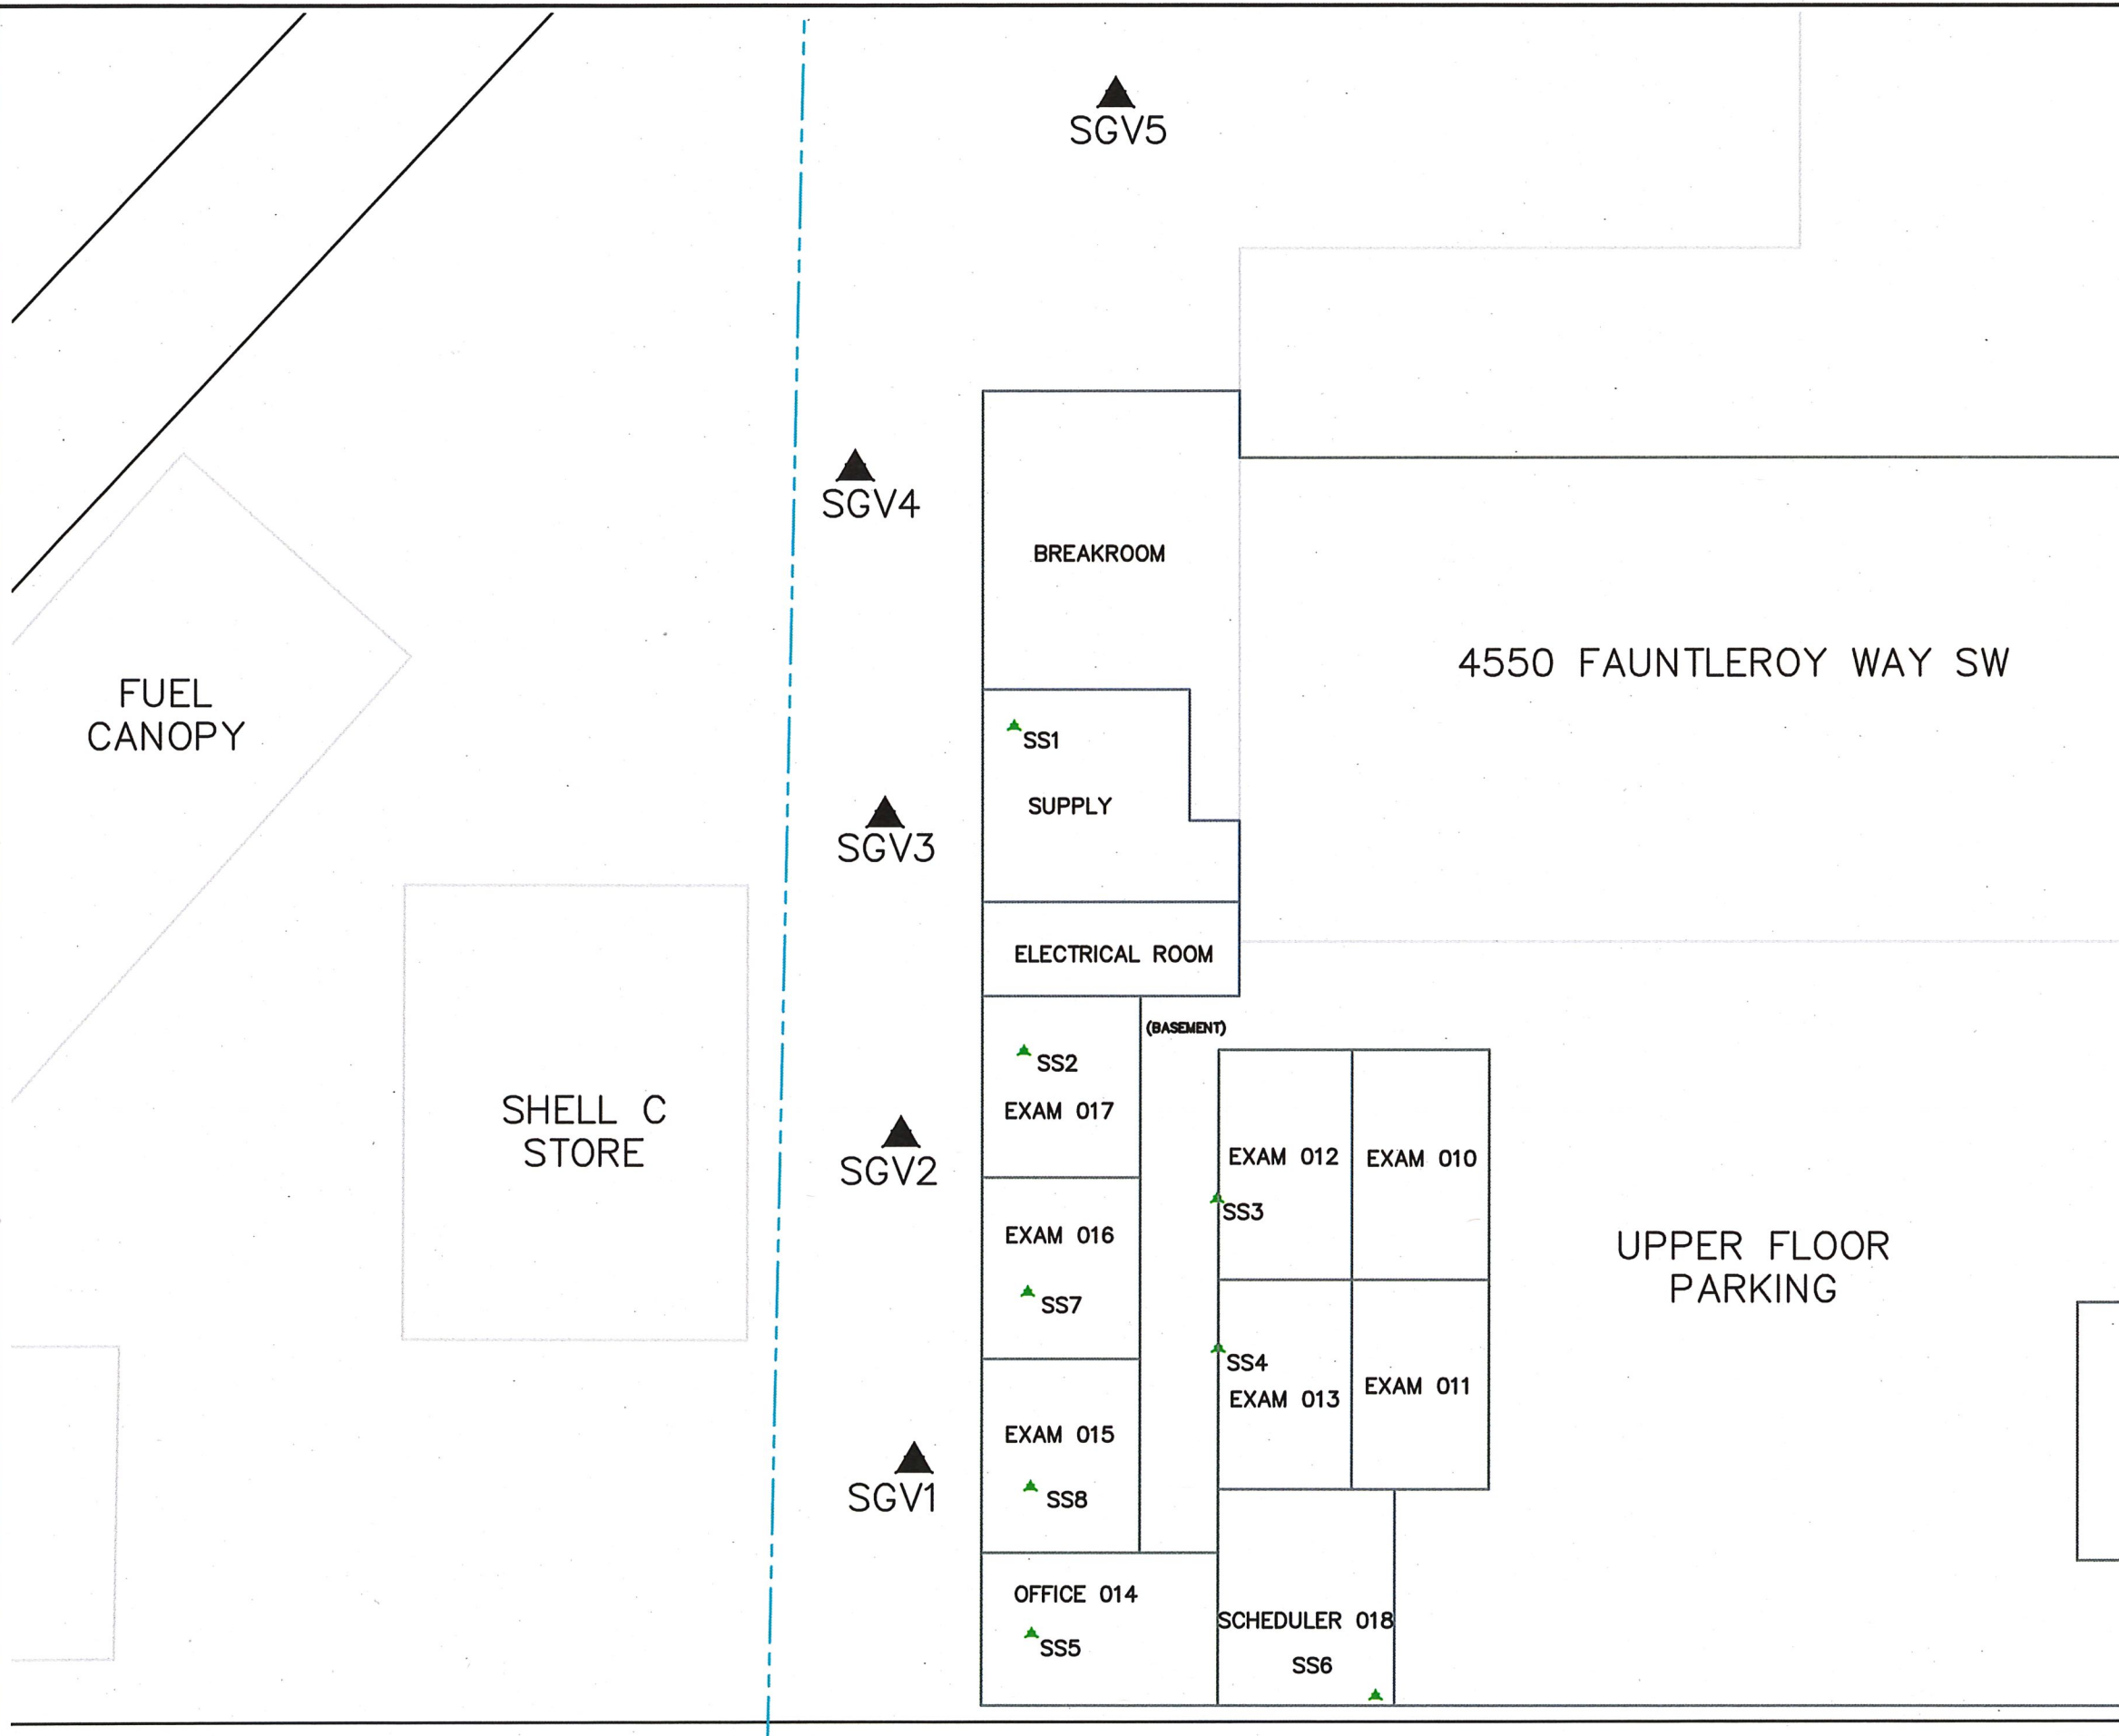 SGV5
SGV4
BREAKROOM
4550 FAUNTLEROY WAY SW
FUEL
CANOPY
SS1
SUPPLY
SGV3
ELECTRICAL ROOM
(BASEMENT)
SS2
EXAM 017
SHELL C
STORE
SGV2
EXAM 012
EXAM 010
SS3
EXAM 016
UPPER FLOOR
PARKING
SS7
SS4
EXAM 013
EXAM 011
EXAM 015
SGV1
SS8
OFFICE 014
SCHEDULER 018
SS5
SS6